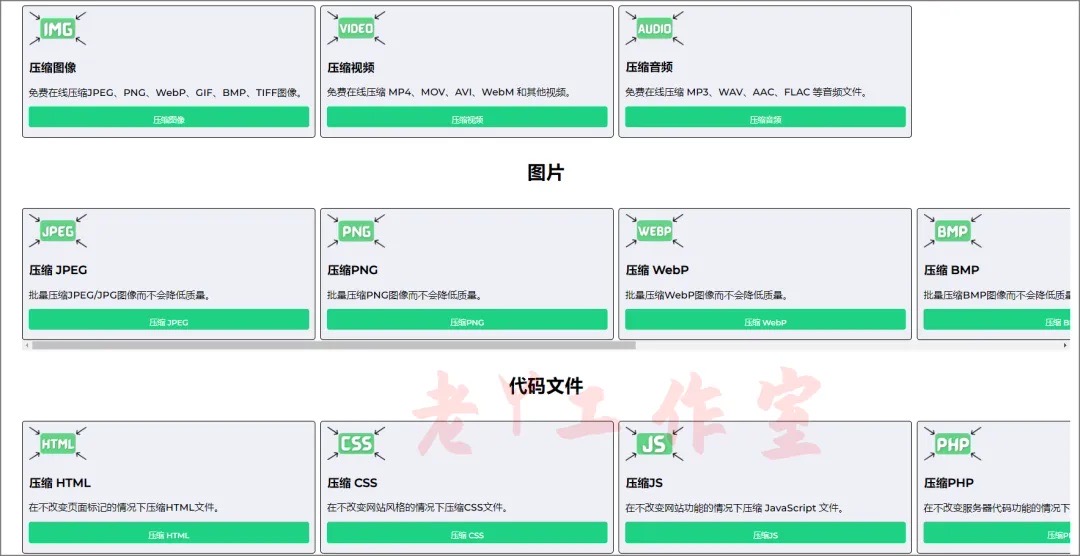 IMG VIDEO AUDIO
压缩图像 压缩视频 压缩音频
免费在线压缩JPEG、PNG、WebP、GIF、BMP、TIFF图像。 免费在线压缩 MP4、MOV、AVI、WebM 和其他视频。 免费在线压缩 MP3、WAV、AAC、FLAC 等音频文件。
压缩图像 压缩视频 压缩音频
图片
JPEG PNG WEBP BMP
压缩 JPEG 压缩PNG 压缩 WebP 压缩 BMP
批量压缩JPEG/JPG图像而不会降低质量。 批量压缩PNG图像而不会降低质量。 批量压缩WebP图像而不会降低质量。 批量压缩BMP图像而不会降低质量
压缩 JPEG 压缩PNG 压缩 WebP 压缩 B
代码文件
老丫工作室
HTML CSS JS PHP
压缩 HTML 压缩 CSS 压缩JS 压缩PHP
在不改变页面标记的情况下压缩HTML文件。 在不改变网站风格的情况下压缩CSS文件。 在不改变网站功能的情况下压缩 JavaScript 文件。 在不改变服务器代码功能的情况下
压缩 HTML 压缩 CSS 压缩JS 压缩P